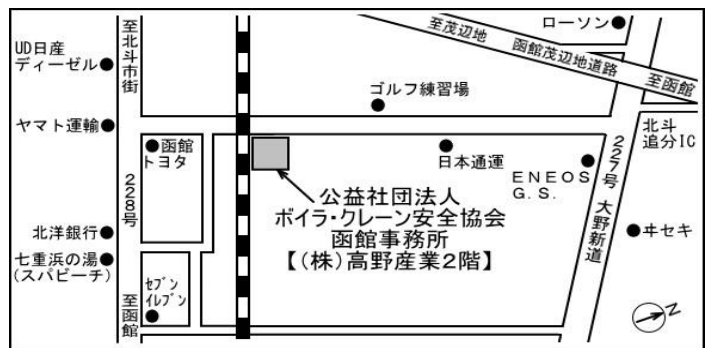 至茂辺地
函館茂辺地道路
至函館
ローソン
UD日産
ディーゼル
至北斗市街
ゴルフ練習場
ヤマト運輸
函館
トヨタ
日本通運
ENEOS
G.S.
北斗
追分IC
227号 大野新道
228号
公益社団法人
ボイラ・クレーン安全協会
函館事務所
【(株)高野産業2階】
北洋銀行
七重浜の湯
(スパビーチ)
セブン
イレブン
至函館
ヰセキ
N